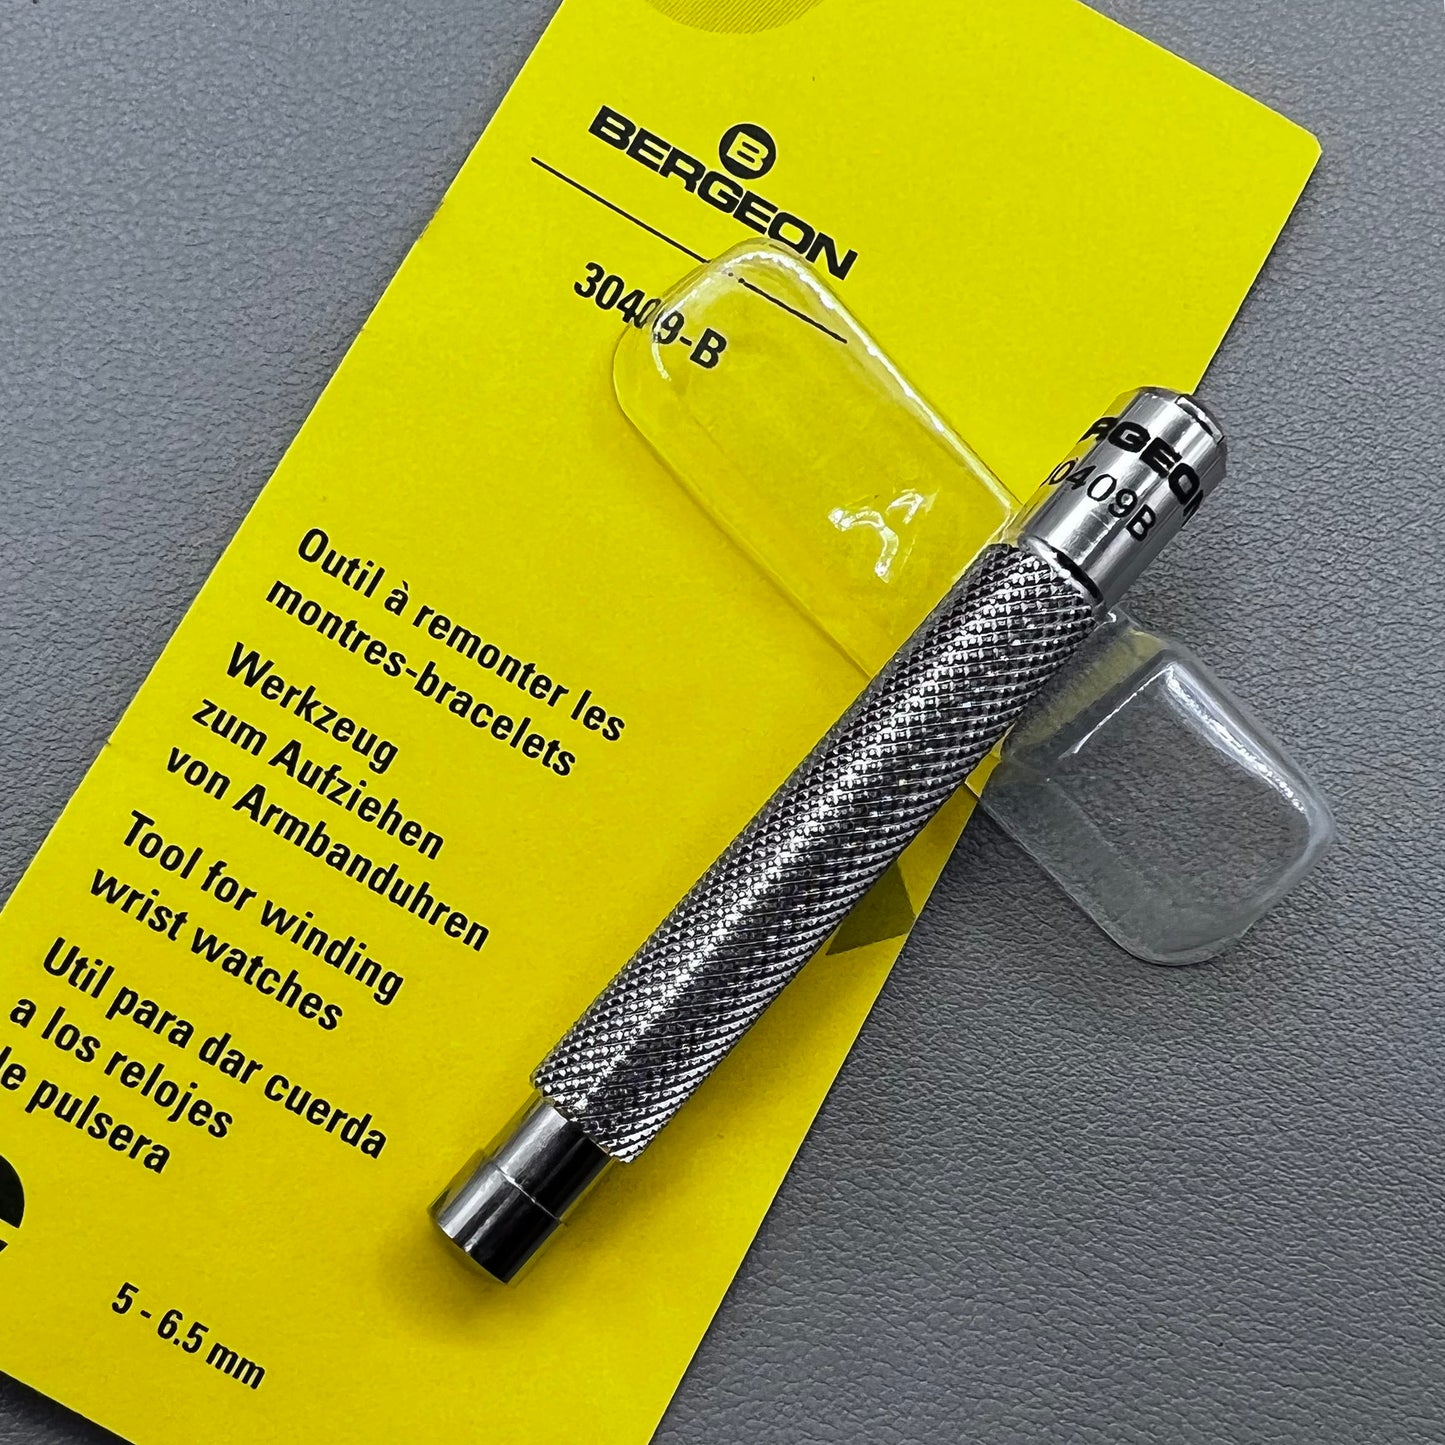 B
BERGEON
30409-B
Outil à remonter les
montres-bracelets
Werkzeug
zum Aufziehen
von Armbanduhren
Tool for winding
wrist watches
Util para dar cuerda
a los relojes
de pulsera
5 - 6.5 mm
BERGEON
30409B